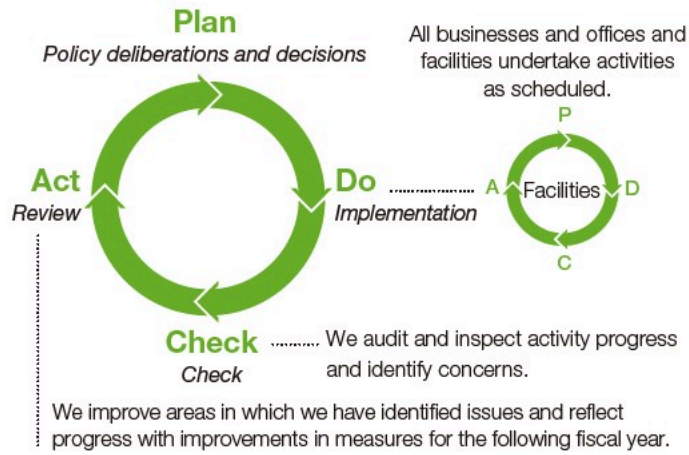 Plan
Policy deliberations and decisions
All businesses and offices and
facilities undertake activities
as scheduled.
P
Act
Review
Do
Implementation
A
Facilities
D
C
Check
Check
We audit and inspect activity progress
and identify concerns.
We improve areas in which we have identified issues and reflect
progress with improvements in measures for the following fiscal year.